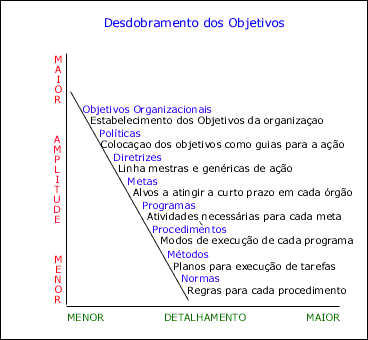 Desdobramento dos Objetivos
MAIOR
AMPLITUDE
MENOR
Objetivos Organizacionais
Estabelecimento dos Objetivos da organizaçao
Políticas
Colocaçao dos objetivos como guias para a ação
Diretrizes
Linha mestras e genéricas de ação
Metas
Alvos a atingir a curto prazo em cada órgão
Programas
Atividades necessárias para cada meta
Procedimentos
Modos de execução de cada programa
Métodos
Planos para execução de tarefas
Normas
Regras para cada procedimento
MENOR DETALHAMENTO MAIOR